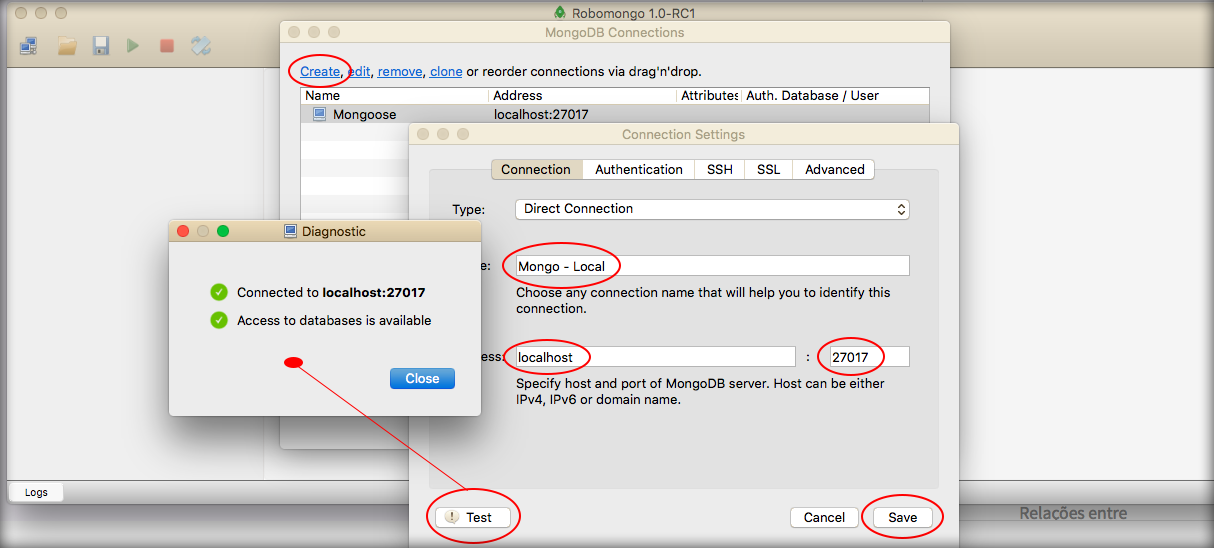 Robomongo 1.0-RC1
MongoDB Connections
Create, edit, remove, clone or reorder connections via drag'n'drop.
Name Address Attributes Auth. Database / User
Mongoose localhost:27017
Connection Settings
Connection Authentication SSH SSL Advanced
Type: Direct Connection
Diagnostic
e: Mongo - Local
Connected to localhost:27017
Choose any connection name that will help you to identify this
connection.
Access to databases is available
ess: localhost : 27017
Close
Specify host and port of MongoDB server. Host can be either
IPv4, IPv6 or domain name.
Logs
! Test Cancel Save
Relações entre